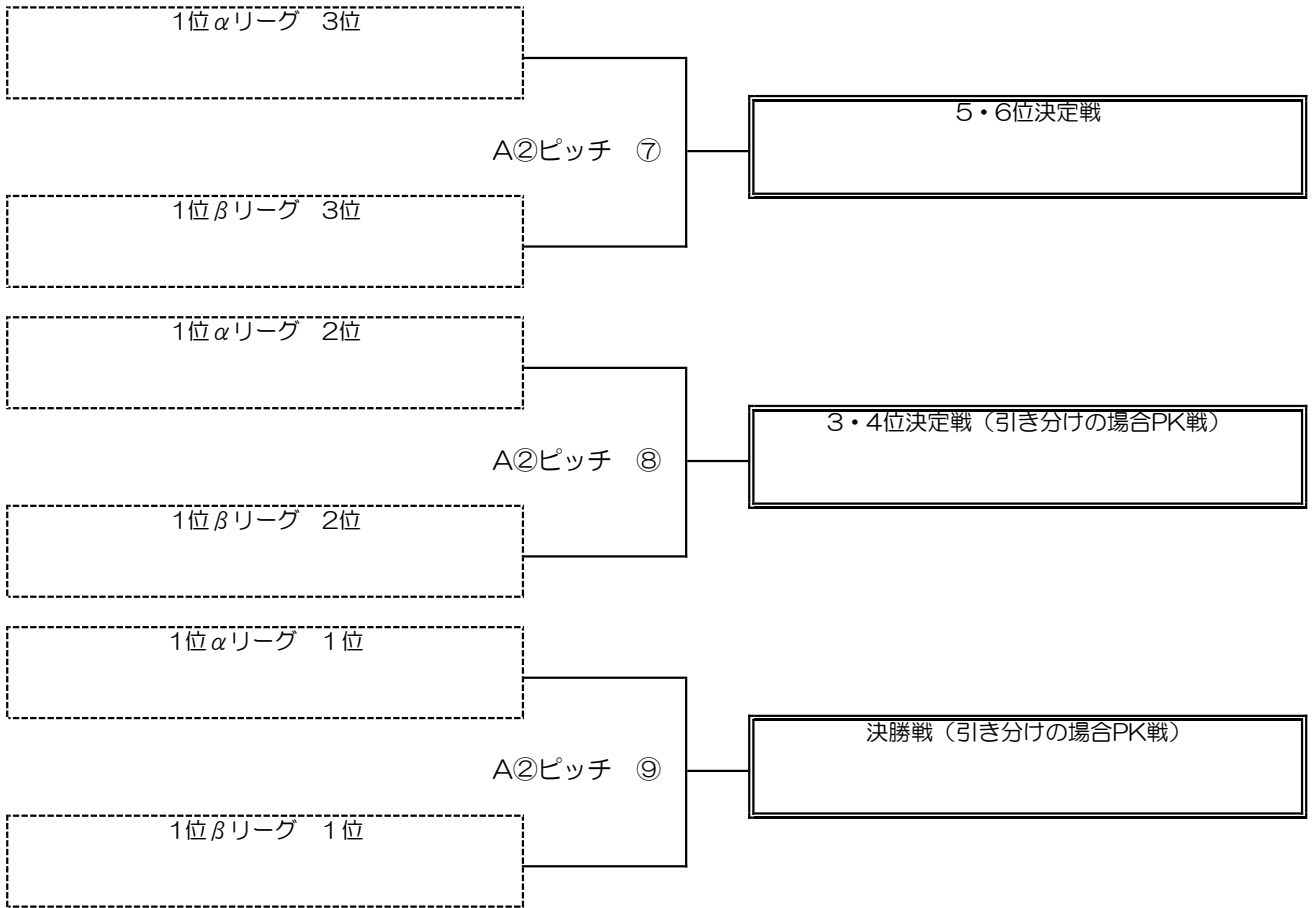 1位αリーグ　3位
5・6位決定戦
A②ピッチ　⑦
1位βリーグ　3位
1位αリーグ　2位
3・4位決定戦（引き分けの場合PK戦）
A②ピッチ　⑧
1位βリーグ　2位
1位αリーグ　１位
決勝戦（引き分けの場合PK戦）
A②ピッチ　⑨
1位βリーグ　１位